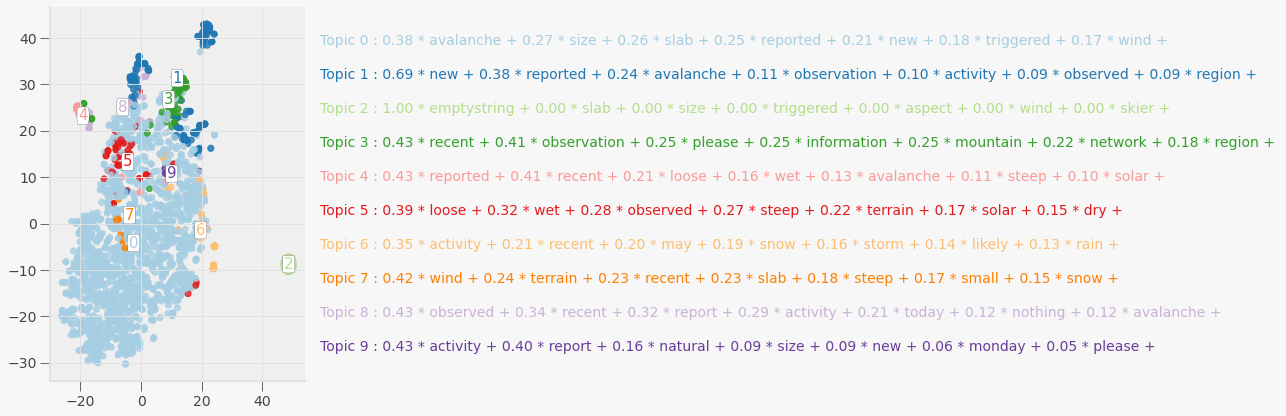 40
30
20
10
0
−10
−20
−30
−20 0 20 40
1
8
3
4
5
9
7
6
0
2
Topic 0 : 0.38 * avalanche + 0.27 * size + 0.26 * slab + 0.25 * reported + 0.21 * new + 0.18 * triggered + 0.17 * wind +
Topic 1 : 0.69 * new + 0.38 * reported + 0.24 * avalanche + 0.11 * observation + 0.10 * activity + 0.09 * observed + 0.09 * region +
Topic 2 : 1.00 * emptystring + 0.00 * slab + 0.00 * size + 0.00 * triggered + 0.00 * aspect + 0.00 * wind + 0.00 * skier +
Topic 3 : 0.43 * recent + 0.41 * observation + 0.25 * please + 0.25 * information + 0.25 * mountain + 0.22 * network + 0.18 * region +
Topic 4 : 0.43 * reported + 0.41 * recent + 0.21 * loose + 0.16 * wet + 0.13 * avalanche + 0.11 * steep + 0.10 * solar +
Topic 5 : 0.39 * loose + 0.32 * wet + 0.28 * observed + 0.27 * steep + 0.22 * terrain + 0.17 * solar + 0.15 * dry +
Topic 6 : 0.35 * activity + 0.21 * recent + 0.20 * may + 0.19 * snow + 0.16 * storm + 0.14 * likely + 0.13 * rain +
Topic 7 : 0.42 * wind + 0.24 * terrain + 0.23 * recent + 0.23 * slab + 0.18 * steep + 0.17 * small + 0.15 * snow +
Topic 8 : 0.43 * observed + 0.34 * recent + 0.32 * report + 0.29 * activity + 0.21 * today + 0.12 * nothing + 0.12 * avalanche +
Topic 9 : 0.43 * activity + 0.40 * report + 0.16 * natural + 0.09 * size + 0.09 * new + 0.06 * monday + 0.05 * please +